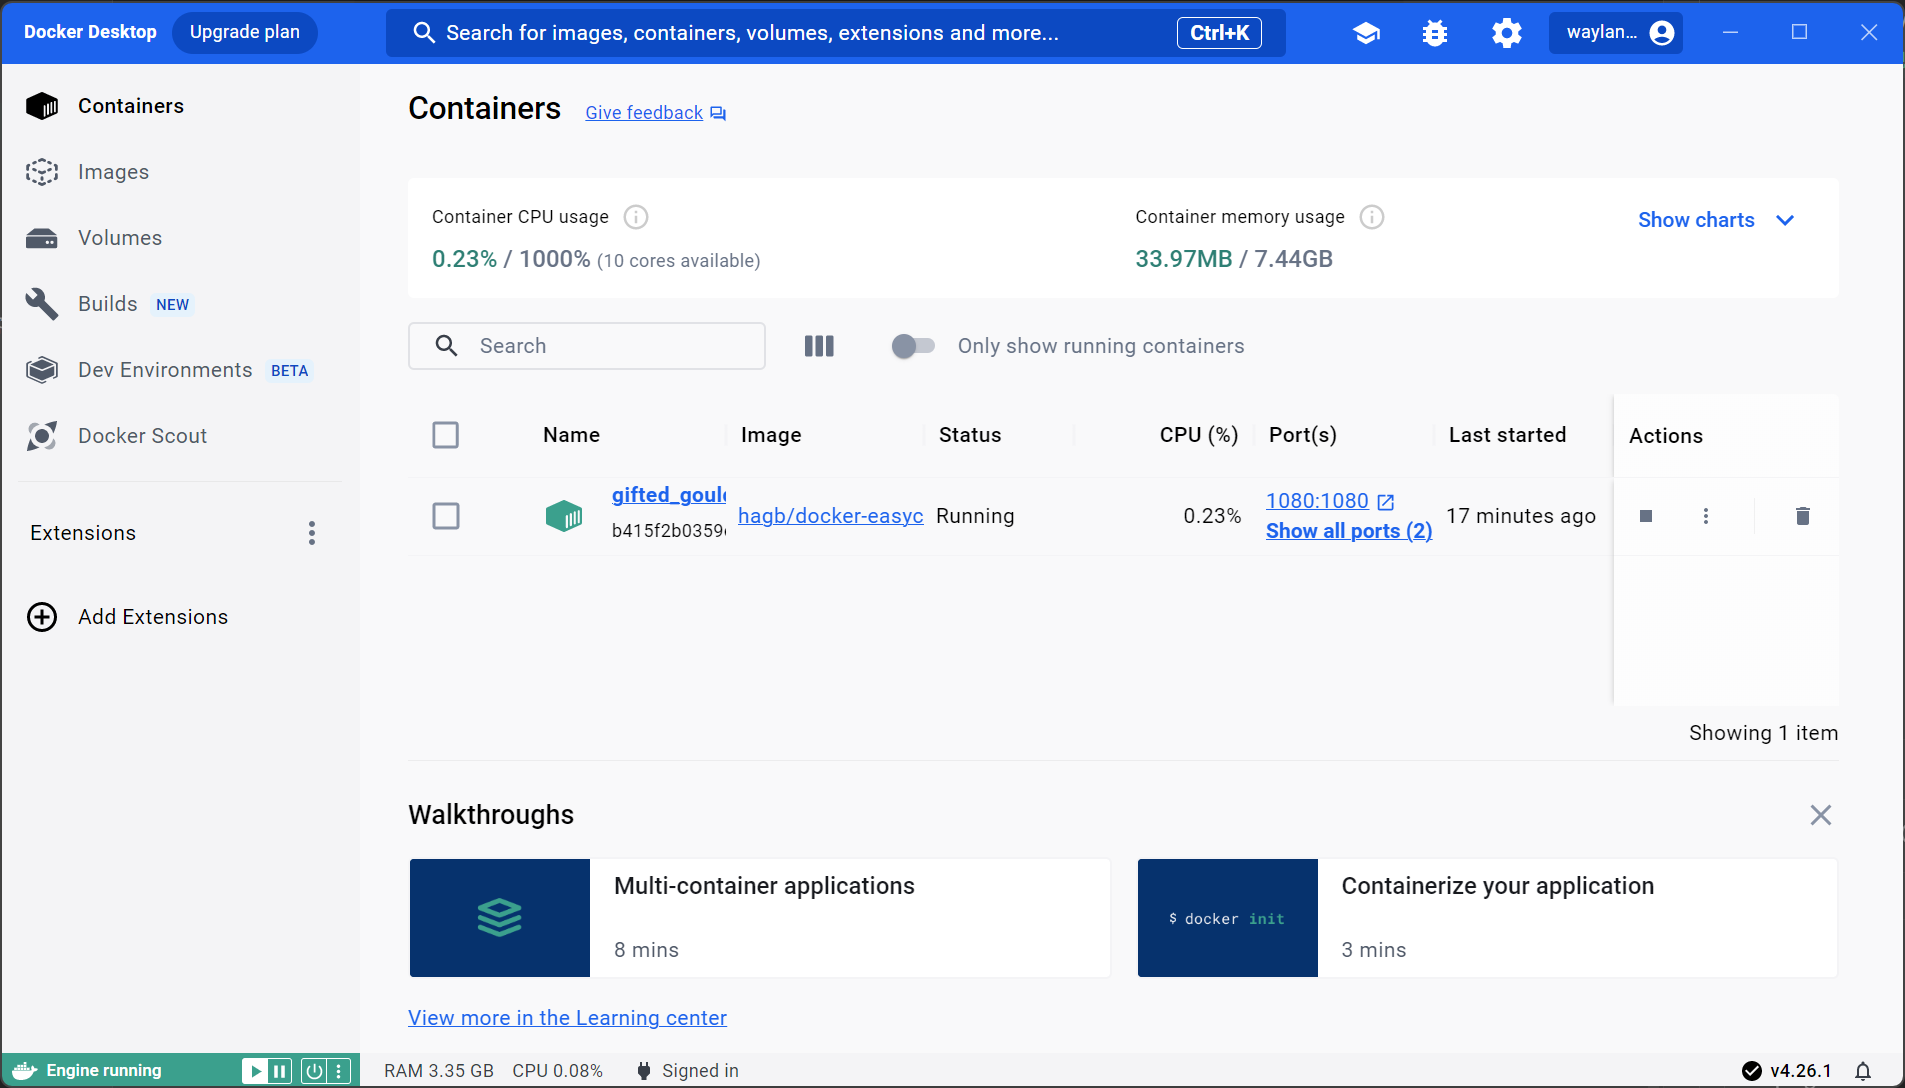 Docker Desktop
Upgrade plan
Search for images, containers, volumes, extensions and more...
Ctrl+K
waylan...
Containers
Images
Volumes
Builds NEW
Dev Environments BETA
Docker Scout
Extensions
Add Extensions
Containers
Give feedback
Container CPU usage
0.23% / 1000% (10 cores available)
Container memory usage
33.97MB / 7.44GB
Show charts
Search
Only show running containers
Name Image Status CPU (%) Port(s) Last started Actions
gifted_goul
b415f2b0359
hagb/docker-easyc
Running
0.23%
1080:1080
Show all ports (2)
17 minutes ago
Showing 1 item
Walkthroughs
Multi-container applications
8 mins
$ docker init
Containerize your application
3 mins
View more in the Learning center
Engine running
RAM 3.35 GB CPU 0.08% Signed in
v4.26.1